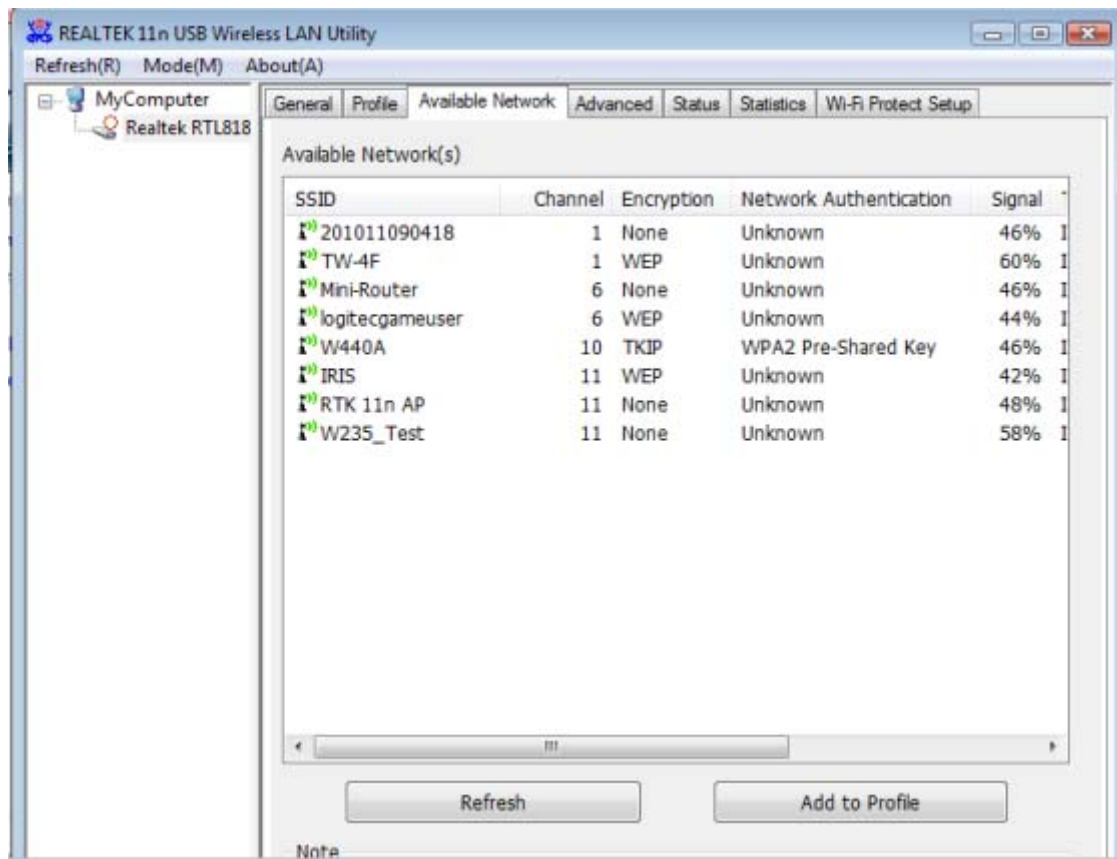 REALTEK 11n USB Wireless LAN Utility
Refresh(R) Mode(M) About(A)
MyComputer
Realtek RTL818
General Profile Available Network Advanced Status Statistics Wi-Fi Protect Setup
Available Network(s)
SSID Channel Encryption Network Authentication Signal
201011090418 1 None Unknown 46% I
TW-4F 1 WEP Unknown 60% I
Mini-Router 6 None Unknown 46% I
logitecgameuser 6 WEP Unknown 44% I
W440A 10 TKIP WPA2 Pre-Shared Key 46% I
IRIS 11 WEP Unknown 42% I
RTK 11n AP 11 None Unknown 48% I
W235_Test 11 None Unknown 58% I
Refresh Add to Profile
Note